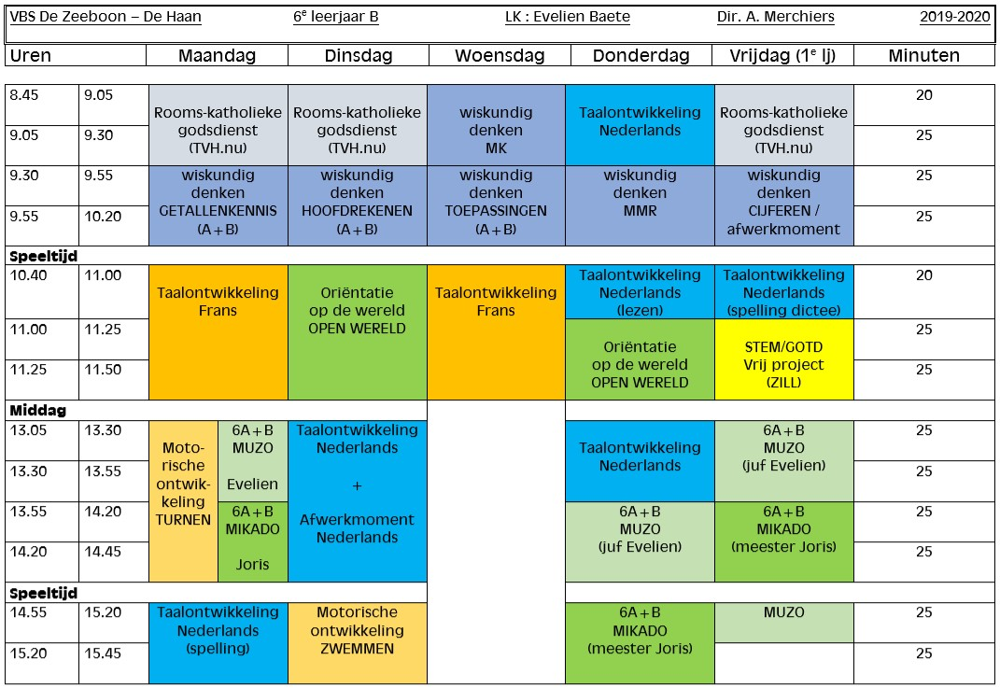 VBS De Zeeboon – De Haan 6e leerjaar B LK : Evelien Baete Dir. A. Merchiers 2019-2020
Uren Maandag Dinsdag Woensdag Donderdag Vrijdag (1e lj) Minuten
8.45 9.05 20
Rooms-katholieke Rooms-katholieke wiskundig Taalontwikkeling Rooms-katholieke
godsdienst godsdienst denken Nederlands godsdienst
(TVH.nu) (TVH.nu) MK (TVH.nu)
9.05 9.30 25
9.30 9.55 25
wiskundig wiskundig wiskundig wiskundig wiskundig
denken denken denken denken denken
GETALLENKENNIS HOOFDREKENEN TOEPASSINGEN MMR CIJFEREN /
(A + B) (A + B) (A + B) afwerkmoment
9.55 10.20 25
Speeltijd
10.40 11.00 20
Taalontwikkeling Oriëntatie Taalontwikkeling Taalontwikkeling Taalontwikkeling
Frans op de wereld Frans Nederlands Nederlands
OPEN WERELD (lezen) (spelling dictee)
11.00 11.25 25
Oriëntatie STEM/GOTD
op de wereld Vrij project
OPEN WERELD (ZILL)
11.25 11.50 25
Middag
13.05 13.30 25
Moto-
rische
ontwik-
keling
TURNEN
6A + B
MUZO
Evelien
Taalontwikkeling
Nederlands
+
Afwerkmoment
Nederlands
Taalontwikkeling
Nederlands
6A + B
MUZO
(juf Evelien)
13.30 13.55 25
13.55 14.20 25
6A + B
MIKADO
Joris
6A + B
MUZO
(juf Evelien)
6A + B
MIKADO
(meester Joris)
14.20 14.45 25
Speeltijd
14.55 15.20 25
Taalontwikkeling Motorische 6A + B MUZO
Nederlands ontwikkeling MIKADO
(spelling) ZWEMMEN (meester Joris)
15.20 15.45 25